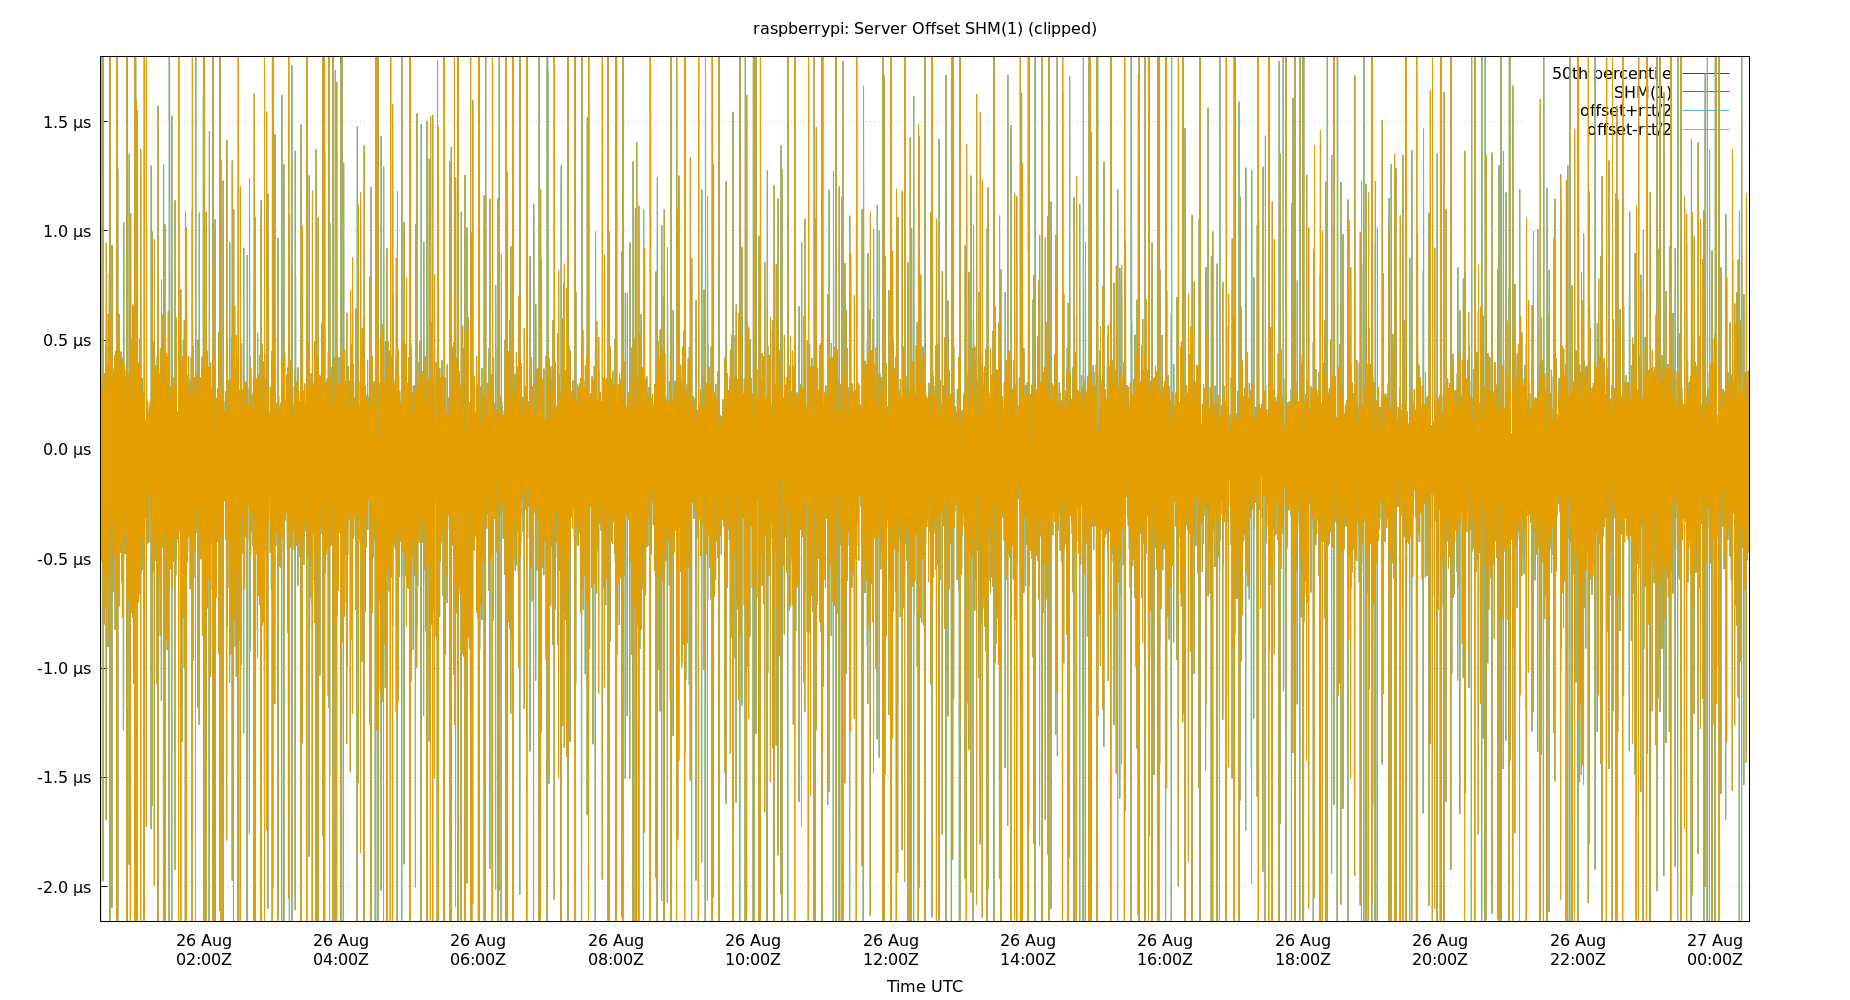 raspberrypi: Server Offset SHM(1) (clipped)
50th percentile
SHM(1)
offset+rtt/2
offset-rtt/2
1.5 µs
1.0 µs
0.5 µs
0.0 µs
-0.5 µs
-1.0 µs
-1.5 µs
-2.0 µs
26 Aug 26 Aug 26 Aug 26 Aug 26 Aug 26 Aug 26 Aug 26 Aug 26 Aug 26 Aug 26 Aug 27 Aug
02:00Z 04:00Z 06:00Z 08:00Z 10:00Z 12:00Z 14:00Z 16:00Z 18:00Z 20:00Z 22:00Z 00:00Z
Time UTC